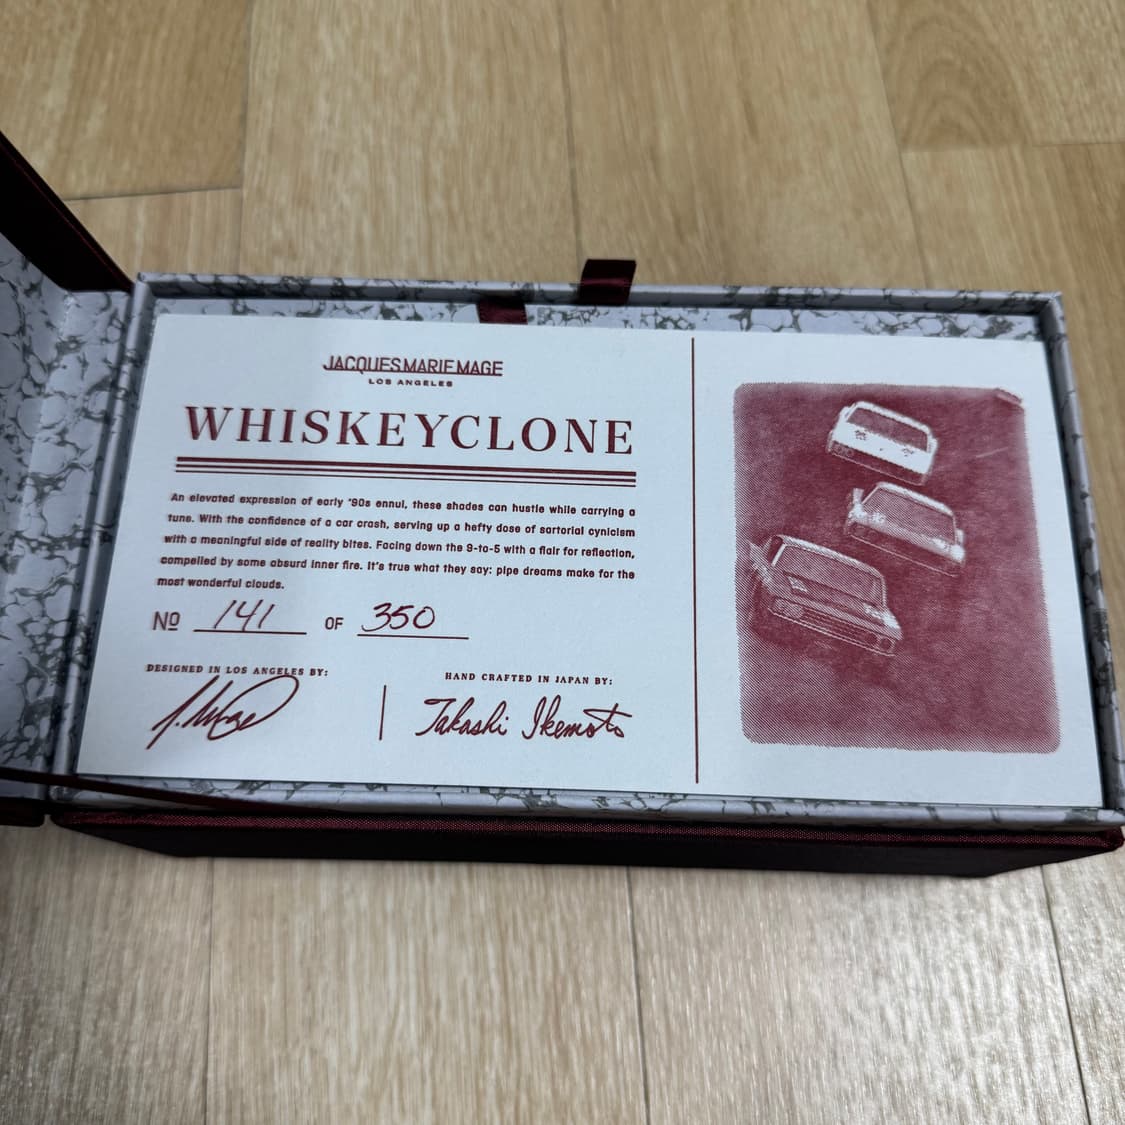 JACQUESMARIEMAGE
LOS ANGELES
WHISKEYCLONE
An elevated expression of early '90s ennui, these shades can hustle while carrying a
tune. With the confidence of a car crash, serving up a hefty dose of sartorial cynicism
with a meaningful side of reality bites. Facing down the 9-to-5 with a flair for reflection,
compelled by some absurd inner fire. It's true what they say: pipe dreams make for the
most wonderful clouds.
Nº 141 OF 350
DESIGNED IN LOS ANGELES BY:
HAND CRAFTED IN JAPAN BY:
Takashi Ikemoto